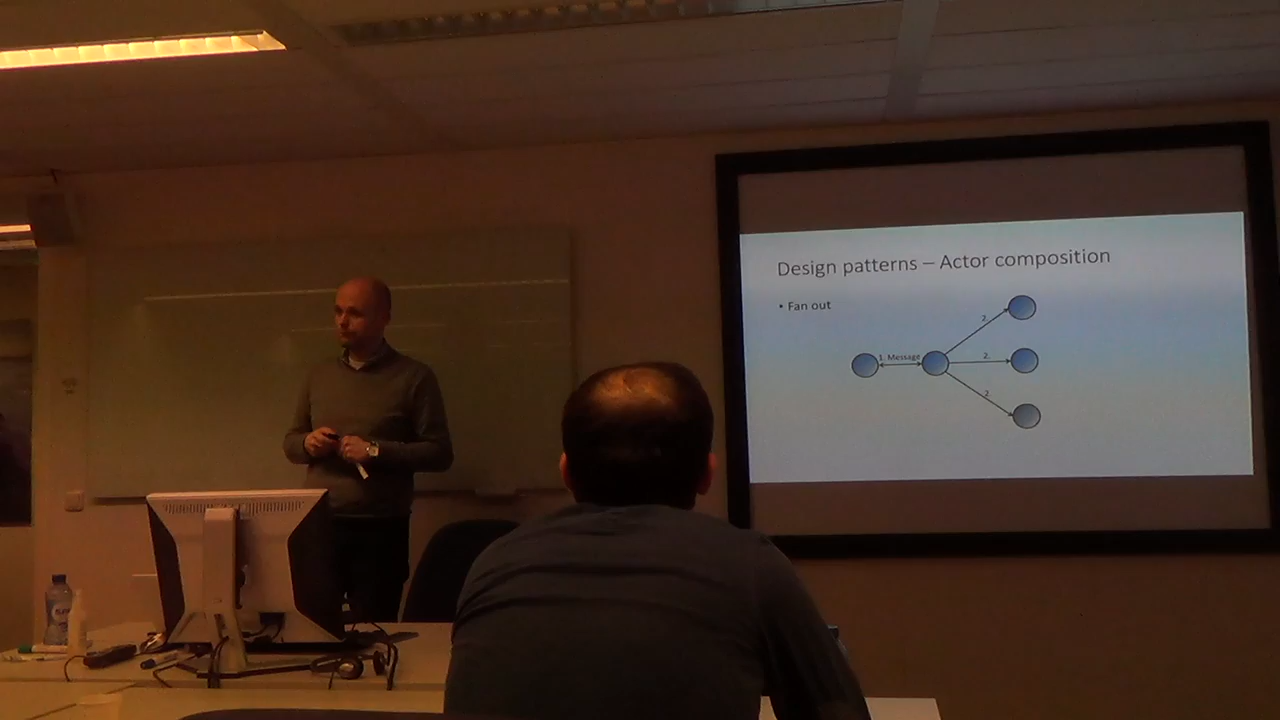 Design patterns – Actor composition
• Fan out
2.
1. Message
2.
2.